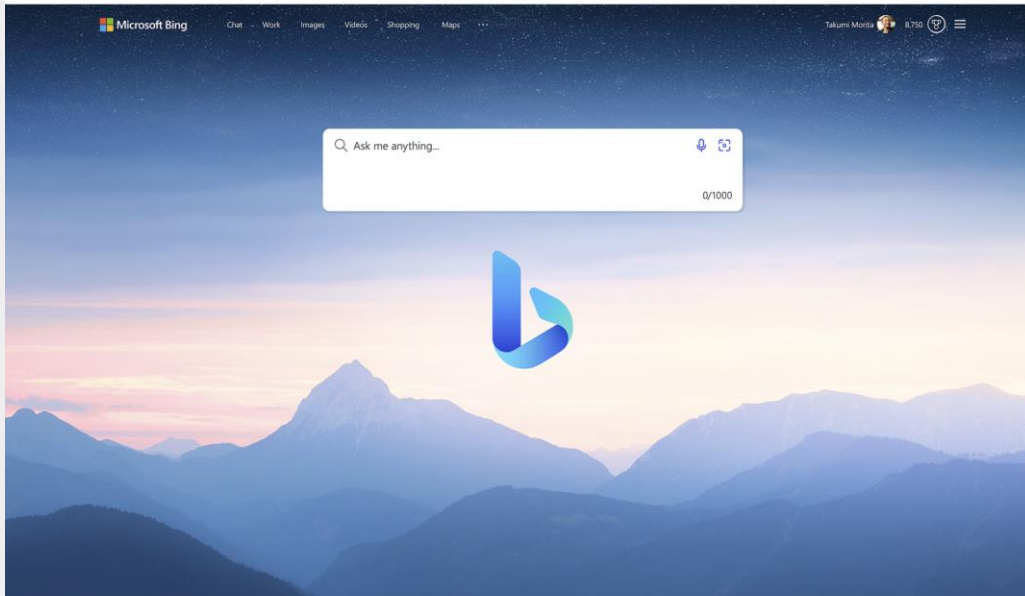 Microsoft Bing Chat Work Images Videos Shopping Maps ... Takumi Morita 8,750
Ask me anything...
0/1000